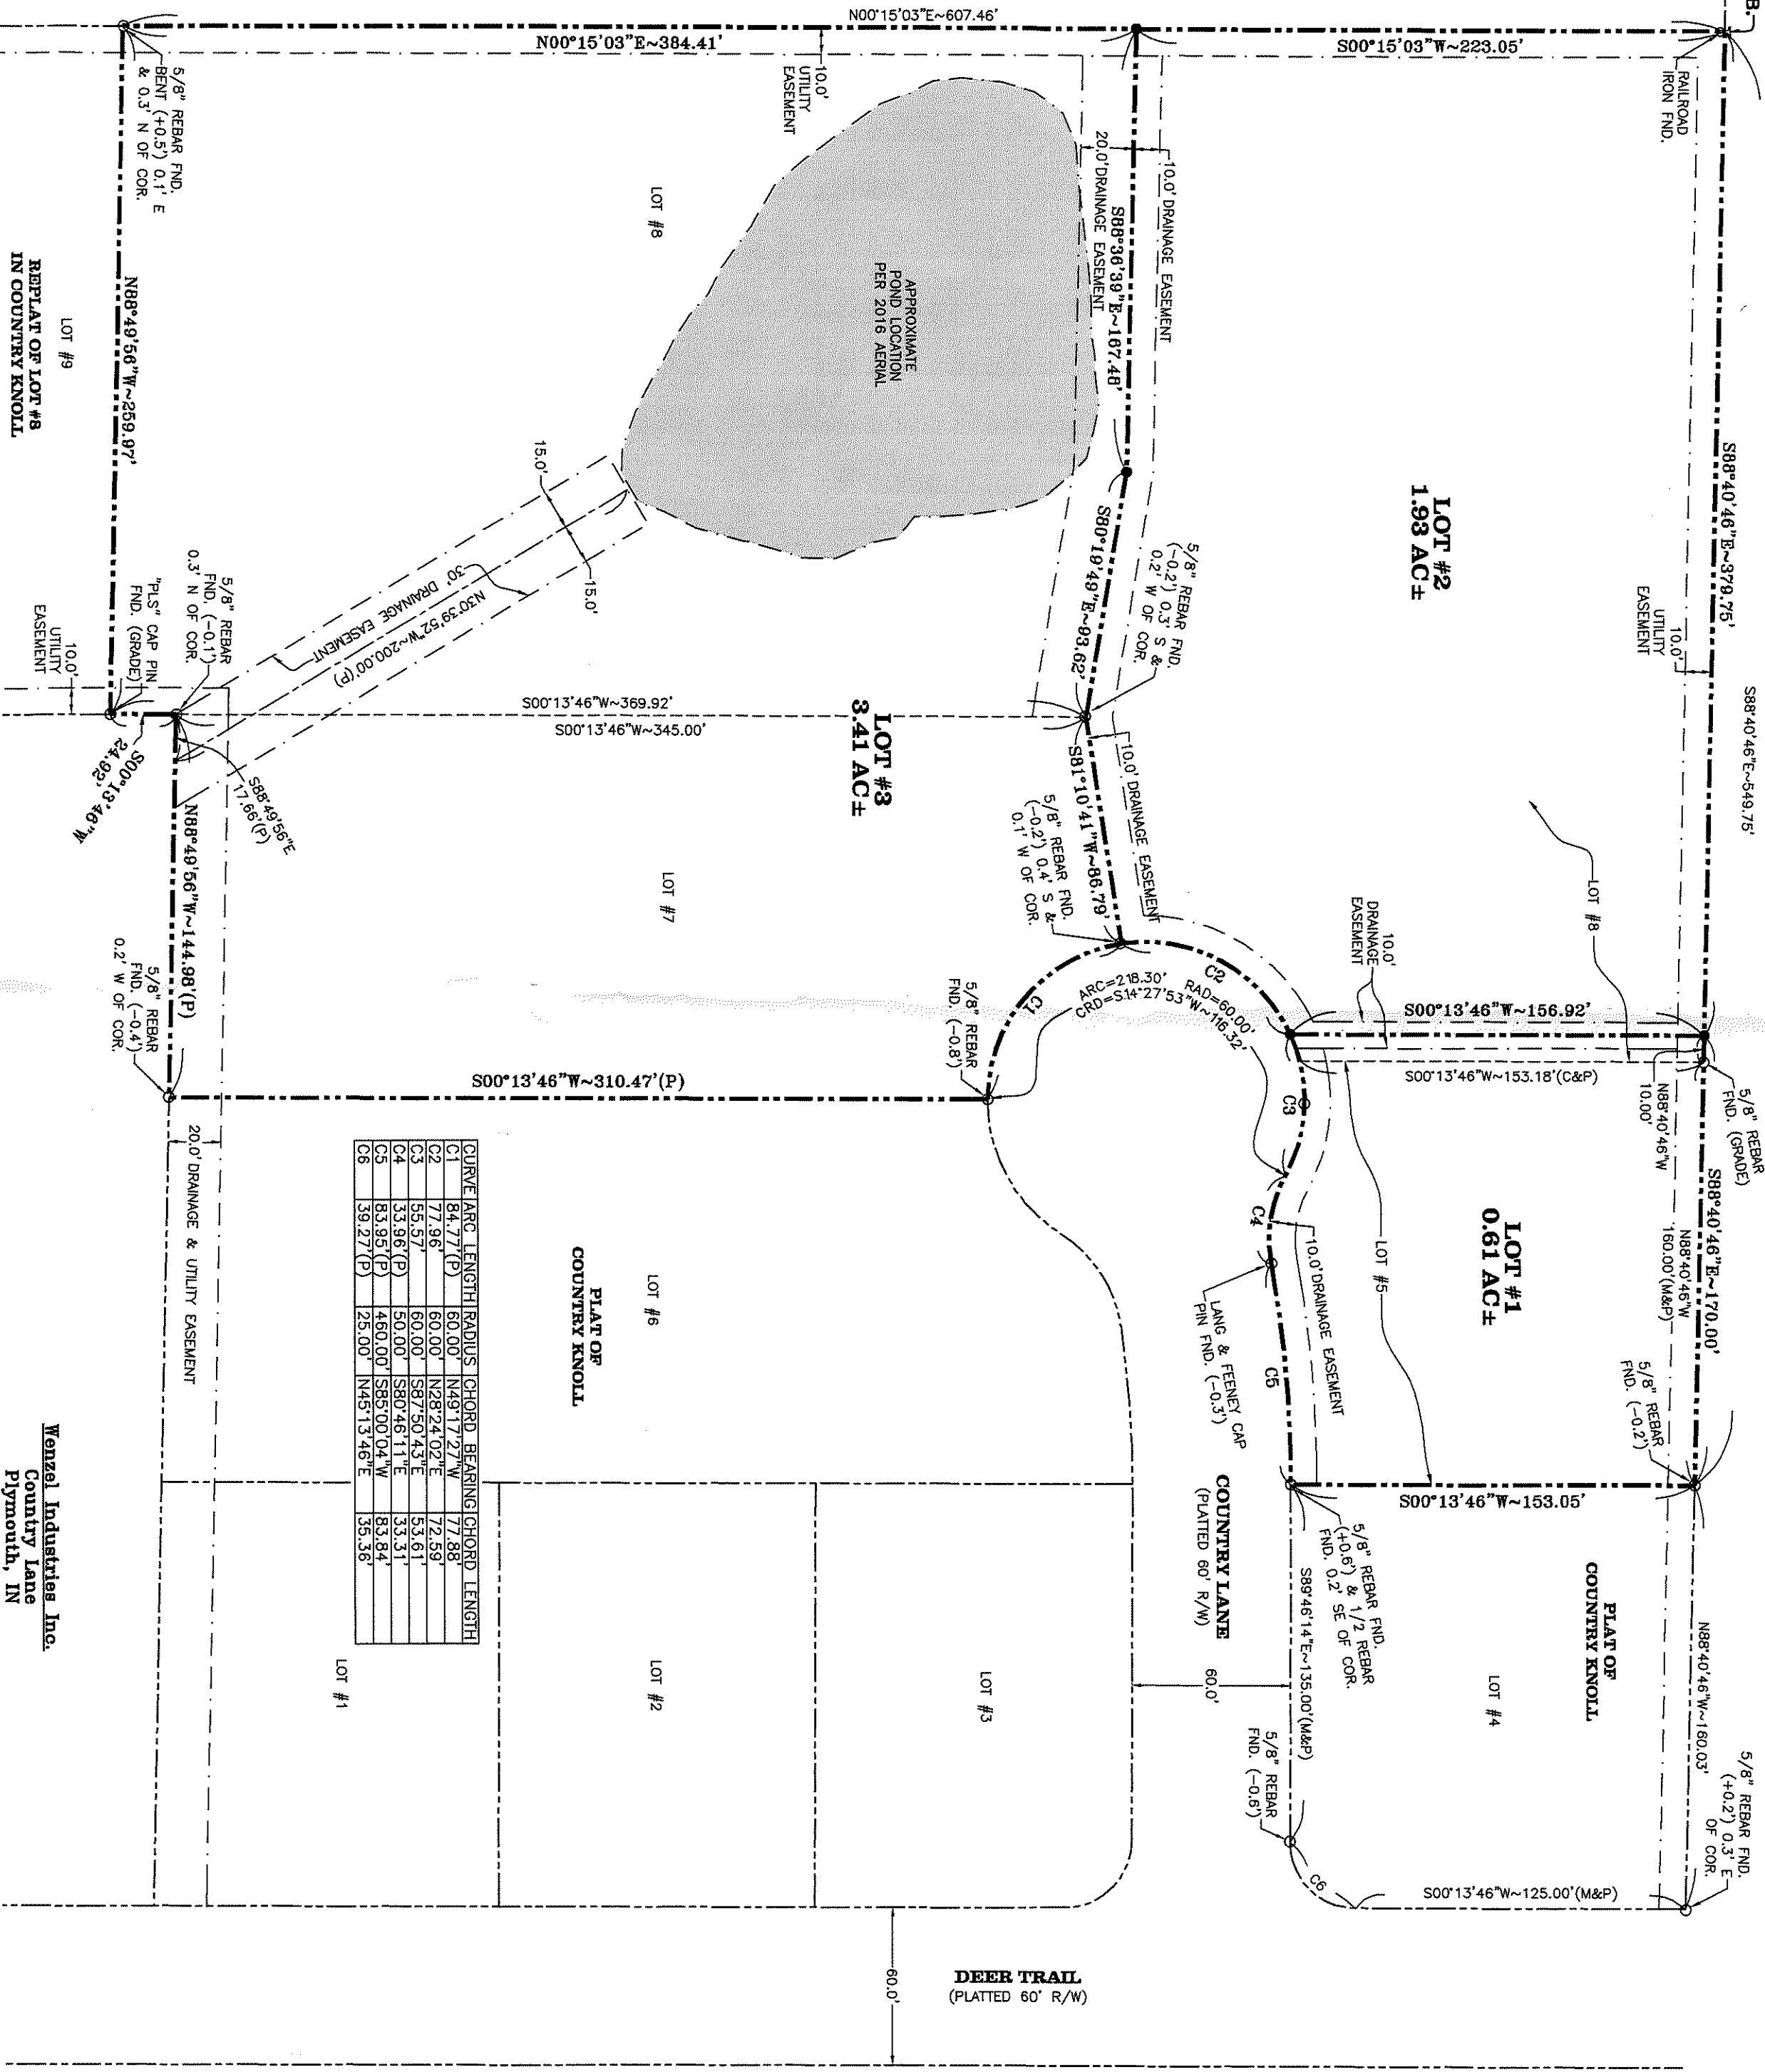 B.
N00°15'03"E~607.46'
N00°15'03"E~384.41'
S00°15'03"W~223.05'
RAILROAD
IRON FND.
S88°40'46"E~379.75'
S88°40'46"E~549.75'
10.0'
UTILITY
EASEMENT
LOT #2
1.93 AC±
10.0' DRAINAGE EASEMENT
S88°36'39"E~167.48'
20.0' DRAINAGE EASEMENT
10.0'
UTILITY
EASEMENT
APPROXIMATE
POND LOCATION
PER 2016 AERIAL
LOT #8
5/8" REBAR FND.
BENT (+0.5') 0.1' E
& 0.3' N OF COR.
N88°49'56"W~259.97'
LOT #9
REPLAT OF LOT #8
IN COUNTRY KNOLL
S80°19'49"E~93.62'
5/8" REBAR FND.
(-0.2') 0.3' S &
0.2' W OF COR.
15.0'
15.0'
30' DRAINAGE EASEMENT
N30°39'52"W~200.00'(P)
5/8" REBAR
FND. (-0.1')
0.3' N OF COR.
"PLS" CAP PIN
FND. (GRADE)
10.0'
UTILITY
EASEMENT
S00°13'46"W
24.92'
S88°49'56"E
17.66'(P)
N88°49'56"W~144.98'(P)
S00°13'46"W~369.92'
S00°13'46"W~345.00'
LOT #3
3.41 AC±
LOT #7
10.0' DRAINAGE EASEMENT
S81°10'41"W~86.79'
5/8" REBAR FND.
(-0.2') 0.4' S &
0.1' W OF COR.
5/8" REBAR
FND. (-0.4')
0.2' W OF COR.
5/8" REBAR
FND. (-0.8')
C1
C2
ARC=218.30' RAD=60.00'
CRD=S.14°27'53"W~116.32'
LOT #8
10.0'
DRAINAGE
EASEMENT
S00°13'46"W~156.92'
S00°13'46"W~153.18'(C&P)
N88°40'46"W
10.00'
5/8" REBAR
FND. (GRADE)
S88°40'46"E~170.00'
N88°40'46"W
160.00'(M&P)
C3
C4
LOT #5
LOT #1
0.61 AC±
10.0' DRAINAGE EASEMENT
LANG & FEENEY CAP
PIN FND. (-0.3')
C5
5/8" REBAR
FND. (-0.2')
S00°13'46"W~153.05'
S00°13'46"W~310.47'(P)
20.0' DRAINAGE & UTILITY EASEMENT
CURVE ARC LENGTH RADIUS CHORD BEARING CHORD LENGTH
C1 84.77'(P) 60.00' N49°17'27"W 77.88'
C2 77.96' 60.00' N28°24'02"E 72.59'
C3 55.57' 60.00' S87°50'43"E 53.61'
C4 33.96'(P) 50.00' S80°46'11"E 33.31'
C5 83.95'(P) 460.00' S85°00'04"W 83.84'
C6 39.27'(P) 25.00' N45°13'46"E 35.36'
PLAT OF
COUNTRY KNOLL
LOT #6
COUNTRY LANE
(PLATTED 60' R/W)
5/8" REBAR FND.
(+0.6') & 1/2 REBAR
FND. 0.2' SE OF COR.
S89°46'14"E~135.00'(M&P)
PLAT OF
COUNTRY KNOLL
N88°40'46"W~160.03'
LOT #4
60.0'
5/8" REBAR
FND. (-0.6')
C6
S00°13'46"W~125.00'(M&P)
5/8" REBAR FND.
(+0.2') 0.3' E
OF COR.
LOT #1
LOT #2
LOT #3
60.0'
DEER TRAIL
(PLATTED 60' R/W)
Wenzel Industries Inc.
Country Lane
Plymouth, IN